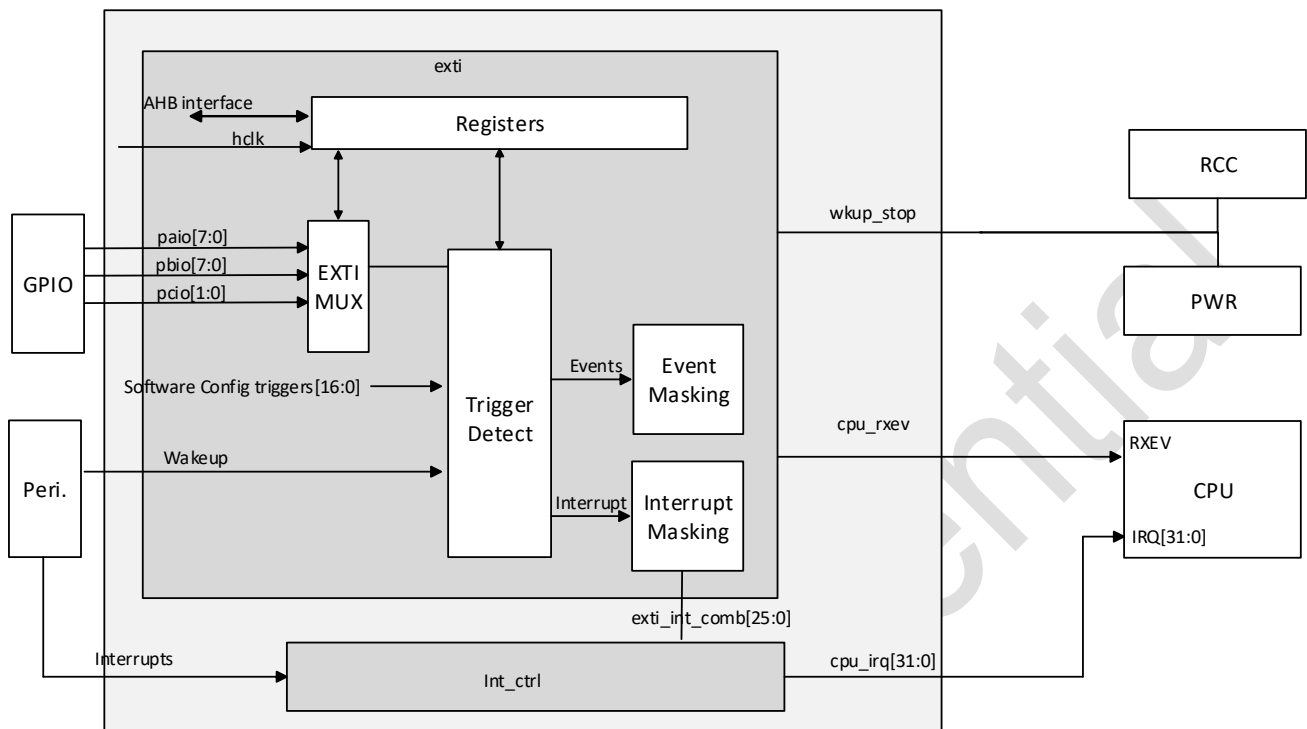 exti
AHB interface
Registers
hclk
RCC
wkup_stop
paio[7:0]
pbio[7:0]
pcio[1:0]
GPIO
EXTI
MUX
PWR
Events
Event
Masking
Software Config triggers[16:0]
Trigger
Detect
cpu_rxev
RXEV
Wakeup
Peri.
CPU
Interrupt
Interrupt
Masking
IRQ[31:0]
exti_int_comb[25:0]
Interrupts
cpu_irq[31:0]
Int_ctrl